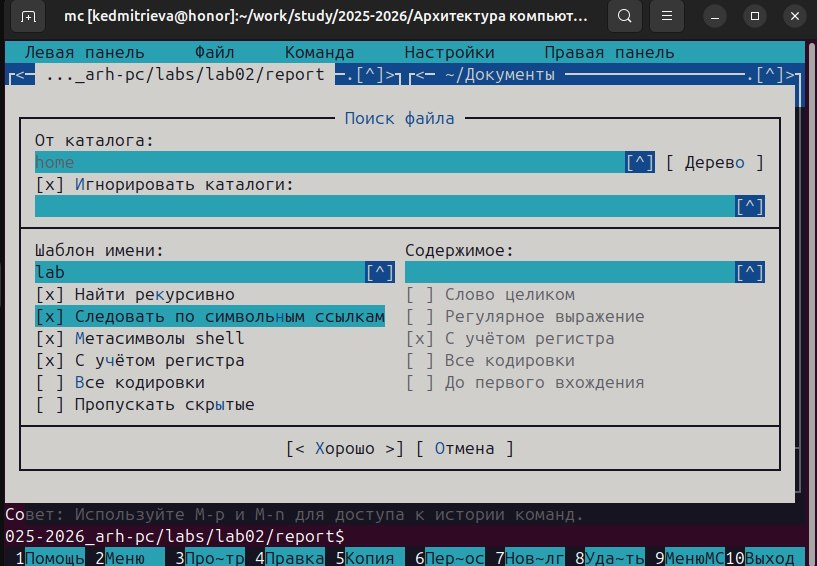 mc [kedmitrieva@honor]:~/work/study/2025-2026/Архитектура компьют...
Левая панель Файл Команда Настройки Правая панель
<— ..._arh-pc/labs/lab02/report —.[^]> <— ~/Документы —.[^]>
Поиск файла
От каталога:
home [^] [ Дерево ]
[x] Игнорировать каталоги:
[^]
Шаблон имени: Содержимое:
lab [^] [^]
[x] Найти рекурсивно [ ] Слово целиком
[x] Следовать по символьным ссылкам [ ] Регулярное выражение
[x] Метасимволы shell [x] С учётом регистра
[x] С учётом регистра [ ] Все кодировки
[ ] Все кодировки [ ] До первого вхождения
[ ] Пропускать скрытые
[< Хорошо >] [ Отмена ]
Совет: Используйте M-p и M-n для доступа к истории команд.
025-2026_arh-pc/labs/lab02/report$
1Помощь 2Меню 3Про~тр 4Правка 5Копия 6Пер~ос 7Нов~лг 8Уда~ть 9МенюMC 10Выход